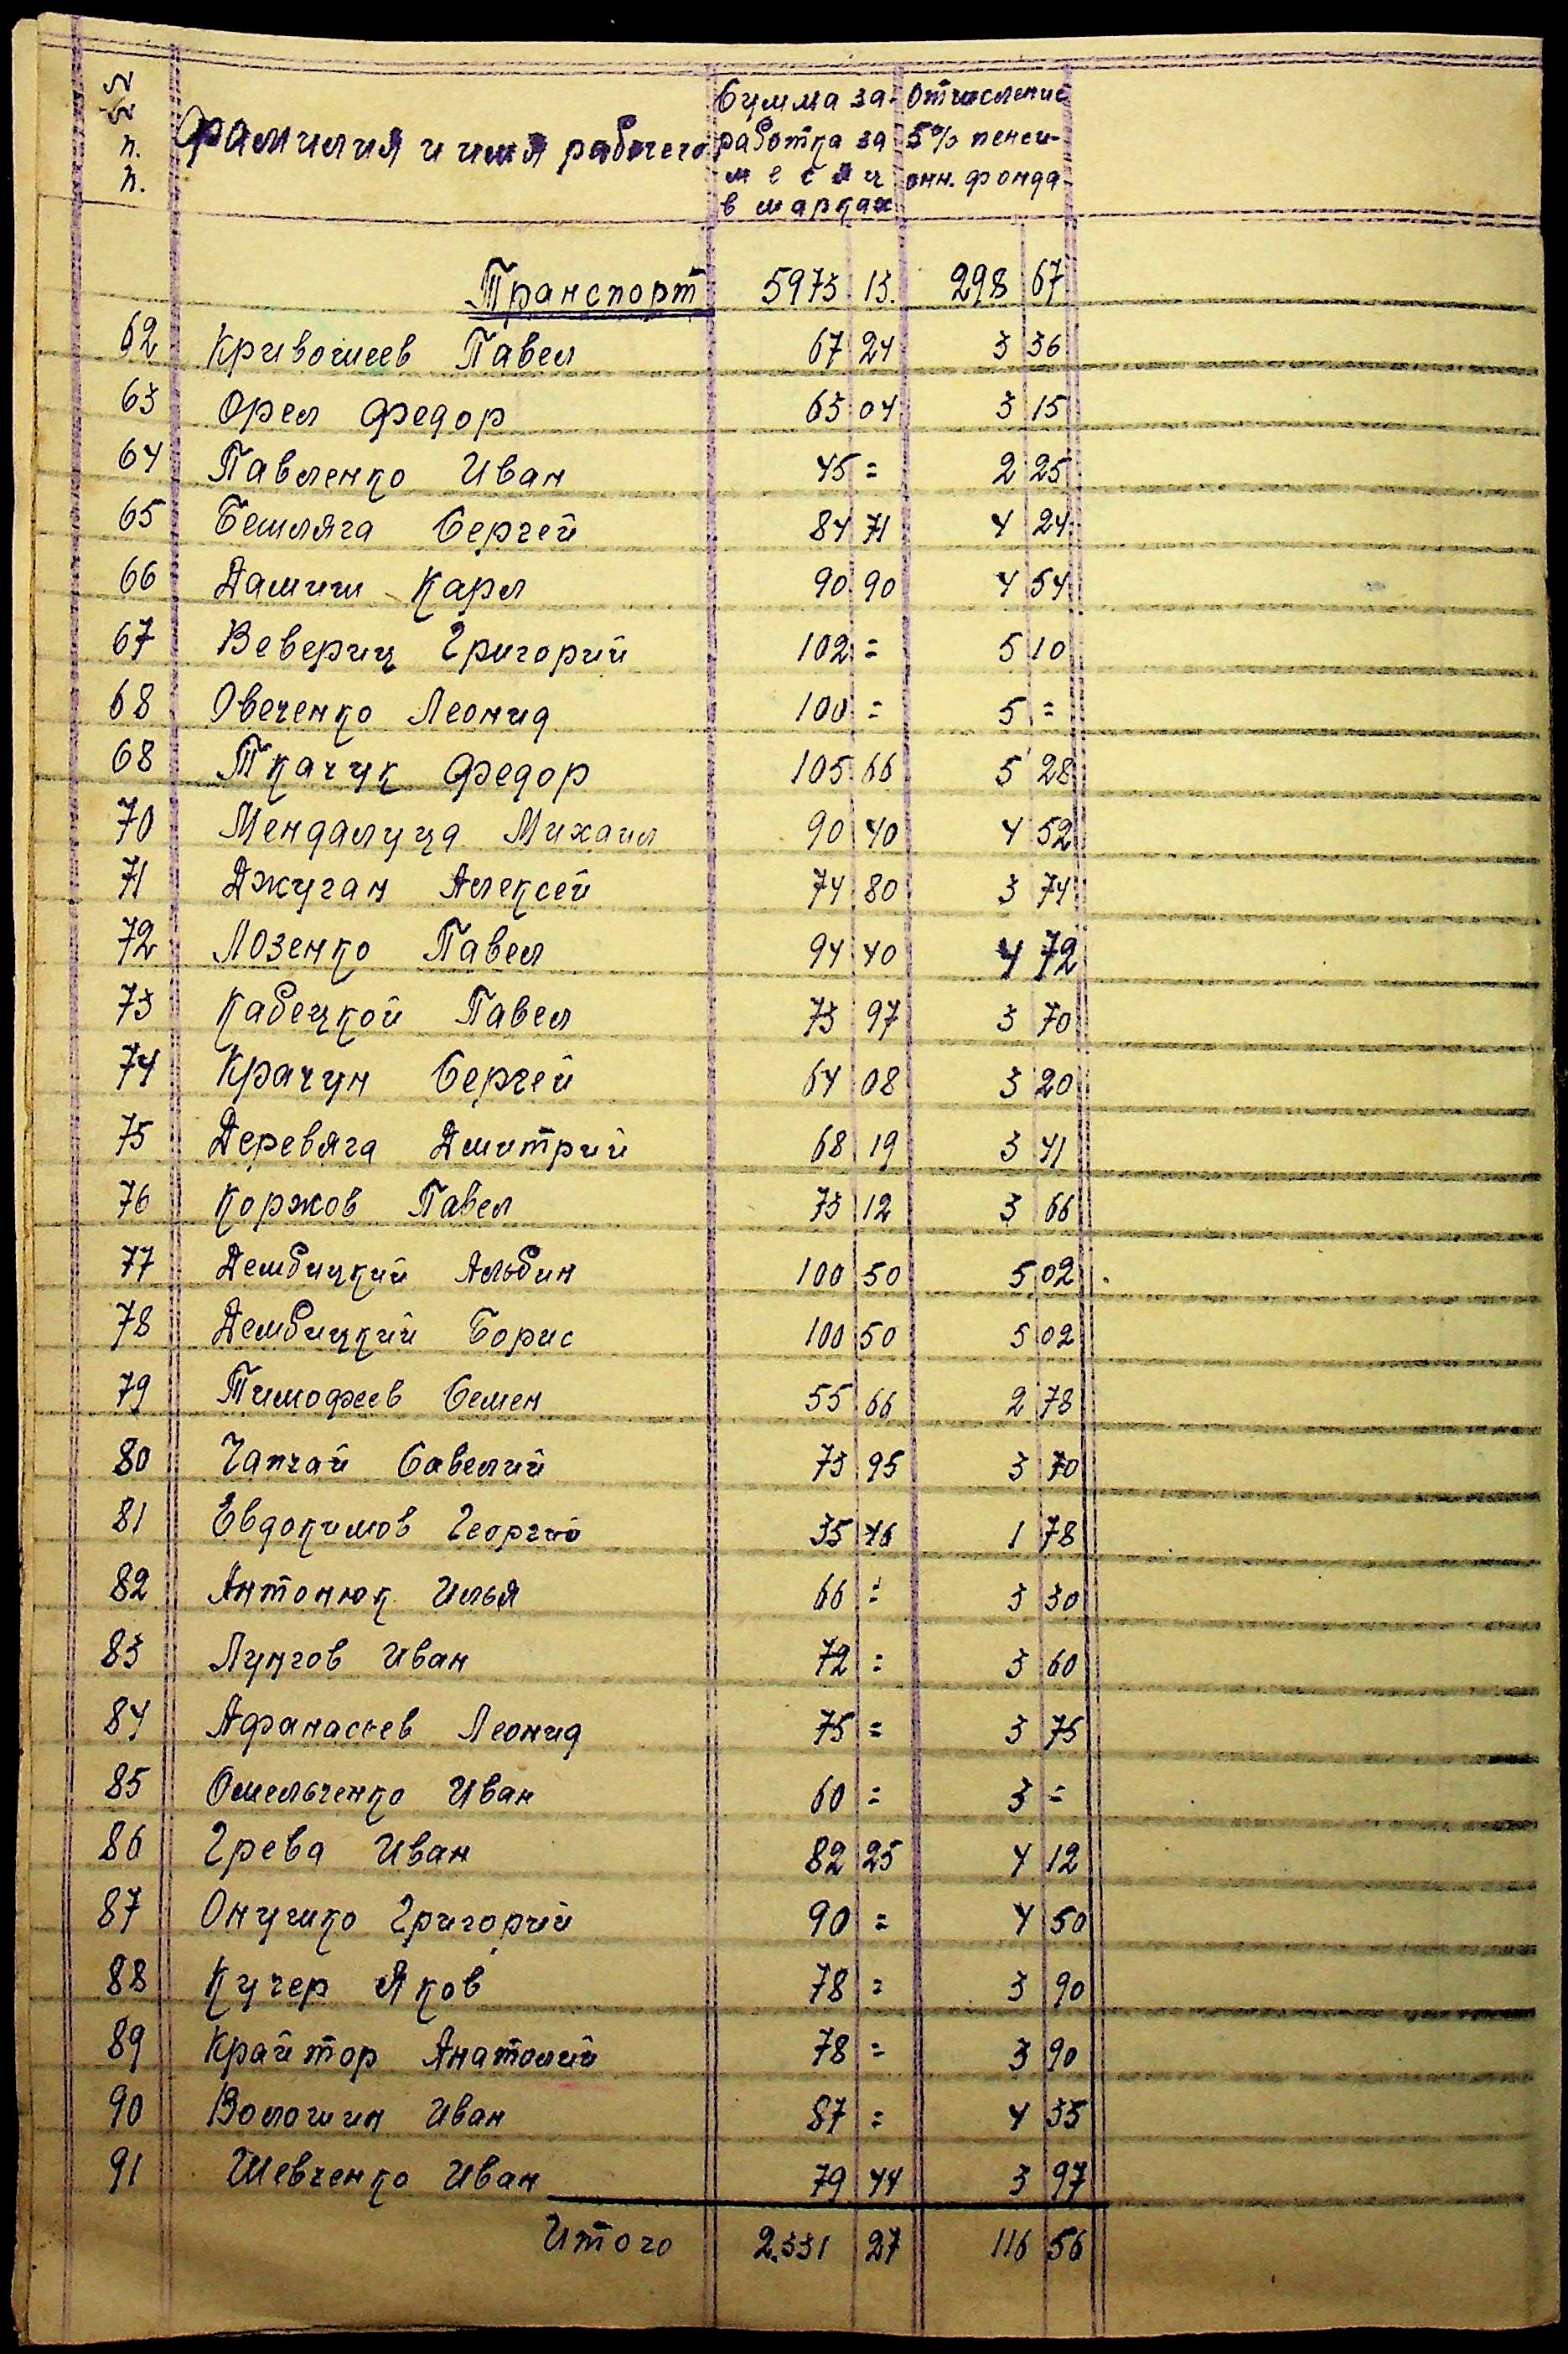 №№ п. п. Фамилия и имя рабочего Сумма за- Отчисление
работка за 5% пенси-
месяц онн. фонда
в марках
Транспорт 5973 13. 298 67
62 Кривошеев Павел 67 24 3 36
63 Орел Федор 63 04 3 15
64 Павленко Иван 45 = 2 25
65 Бешляга Сергей 84 71 4 24
66 Дашиш Карл 90 90 4 54
67 Вевериц Григорий 102 = 5 10
68 Овеченко Леонид 100 = 5 =
68 Ткачук Федор 105 66 5 28
70 Мендалуца Михаил 90 40 4 52
71 Джуган Алексей 74 80 3 74
72 Лозенко Павел 94 40 4 72
73 Кабецкой Павел 73 97 3 70
74 Крачун Сергей 64 08 3 20
75 Деревяга Дмитрий 68 19 3 41
76 Коржов Павел 73 12 3 66
77 Дембицкий Альбин 100 50 5 02
78 Дембицкий Борис 100 50 5 02
79 Тимофеев Семен 55 66 2 78
80 Чапчай Савелий 73 95 3 70
81 Евдокимов Георгий 35 46 1 78
82 Антонюк Илья 66 = 3 30
83 Лунгов Иван 72 = 3 60
84 Афанасьев Леонид 75 = 3 75
85 Омельченко Иван 60 = 3 =
86 Грева Иван 82 25 4 12
87 Онушко Григорий 90 = 4 50
88 Кучер Яков 78 = 3 90
89 Крайтор Анатолий 78 = 3 90
90 Волошин Иван 87 = 4 35
91 Шевченко Иван 79 44 3 97
Итого 2.331 27 116 56